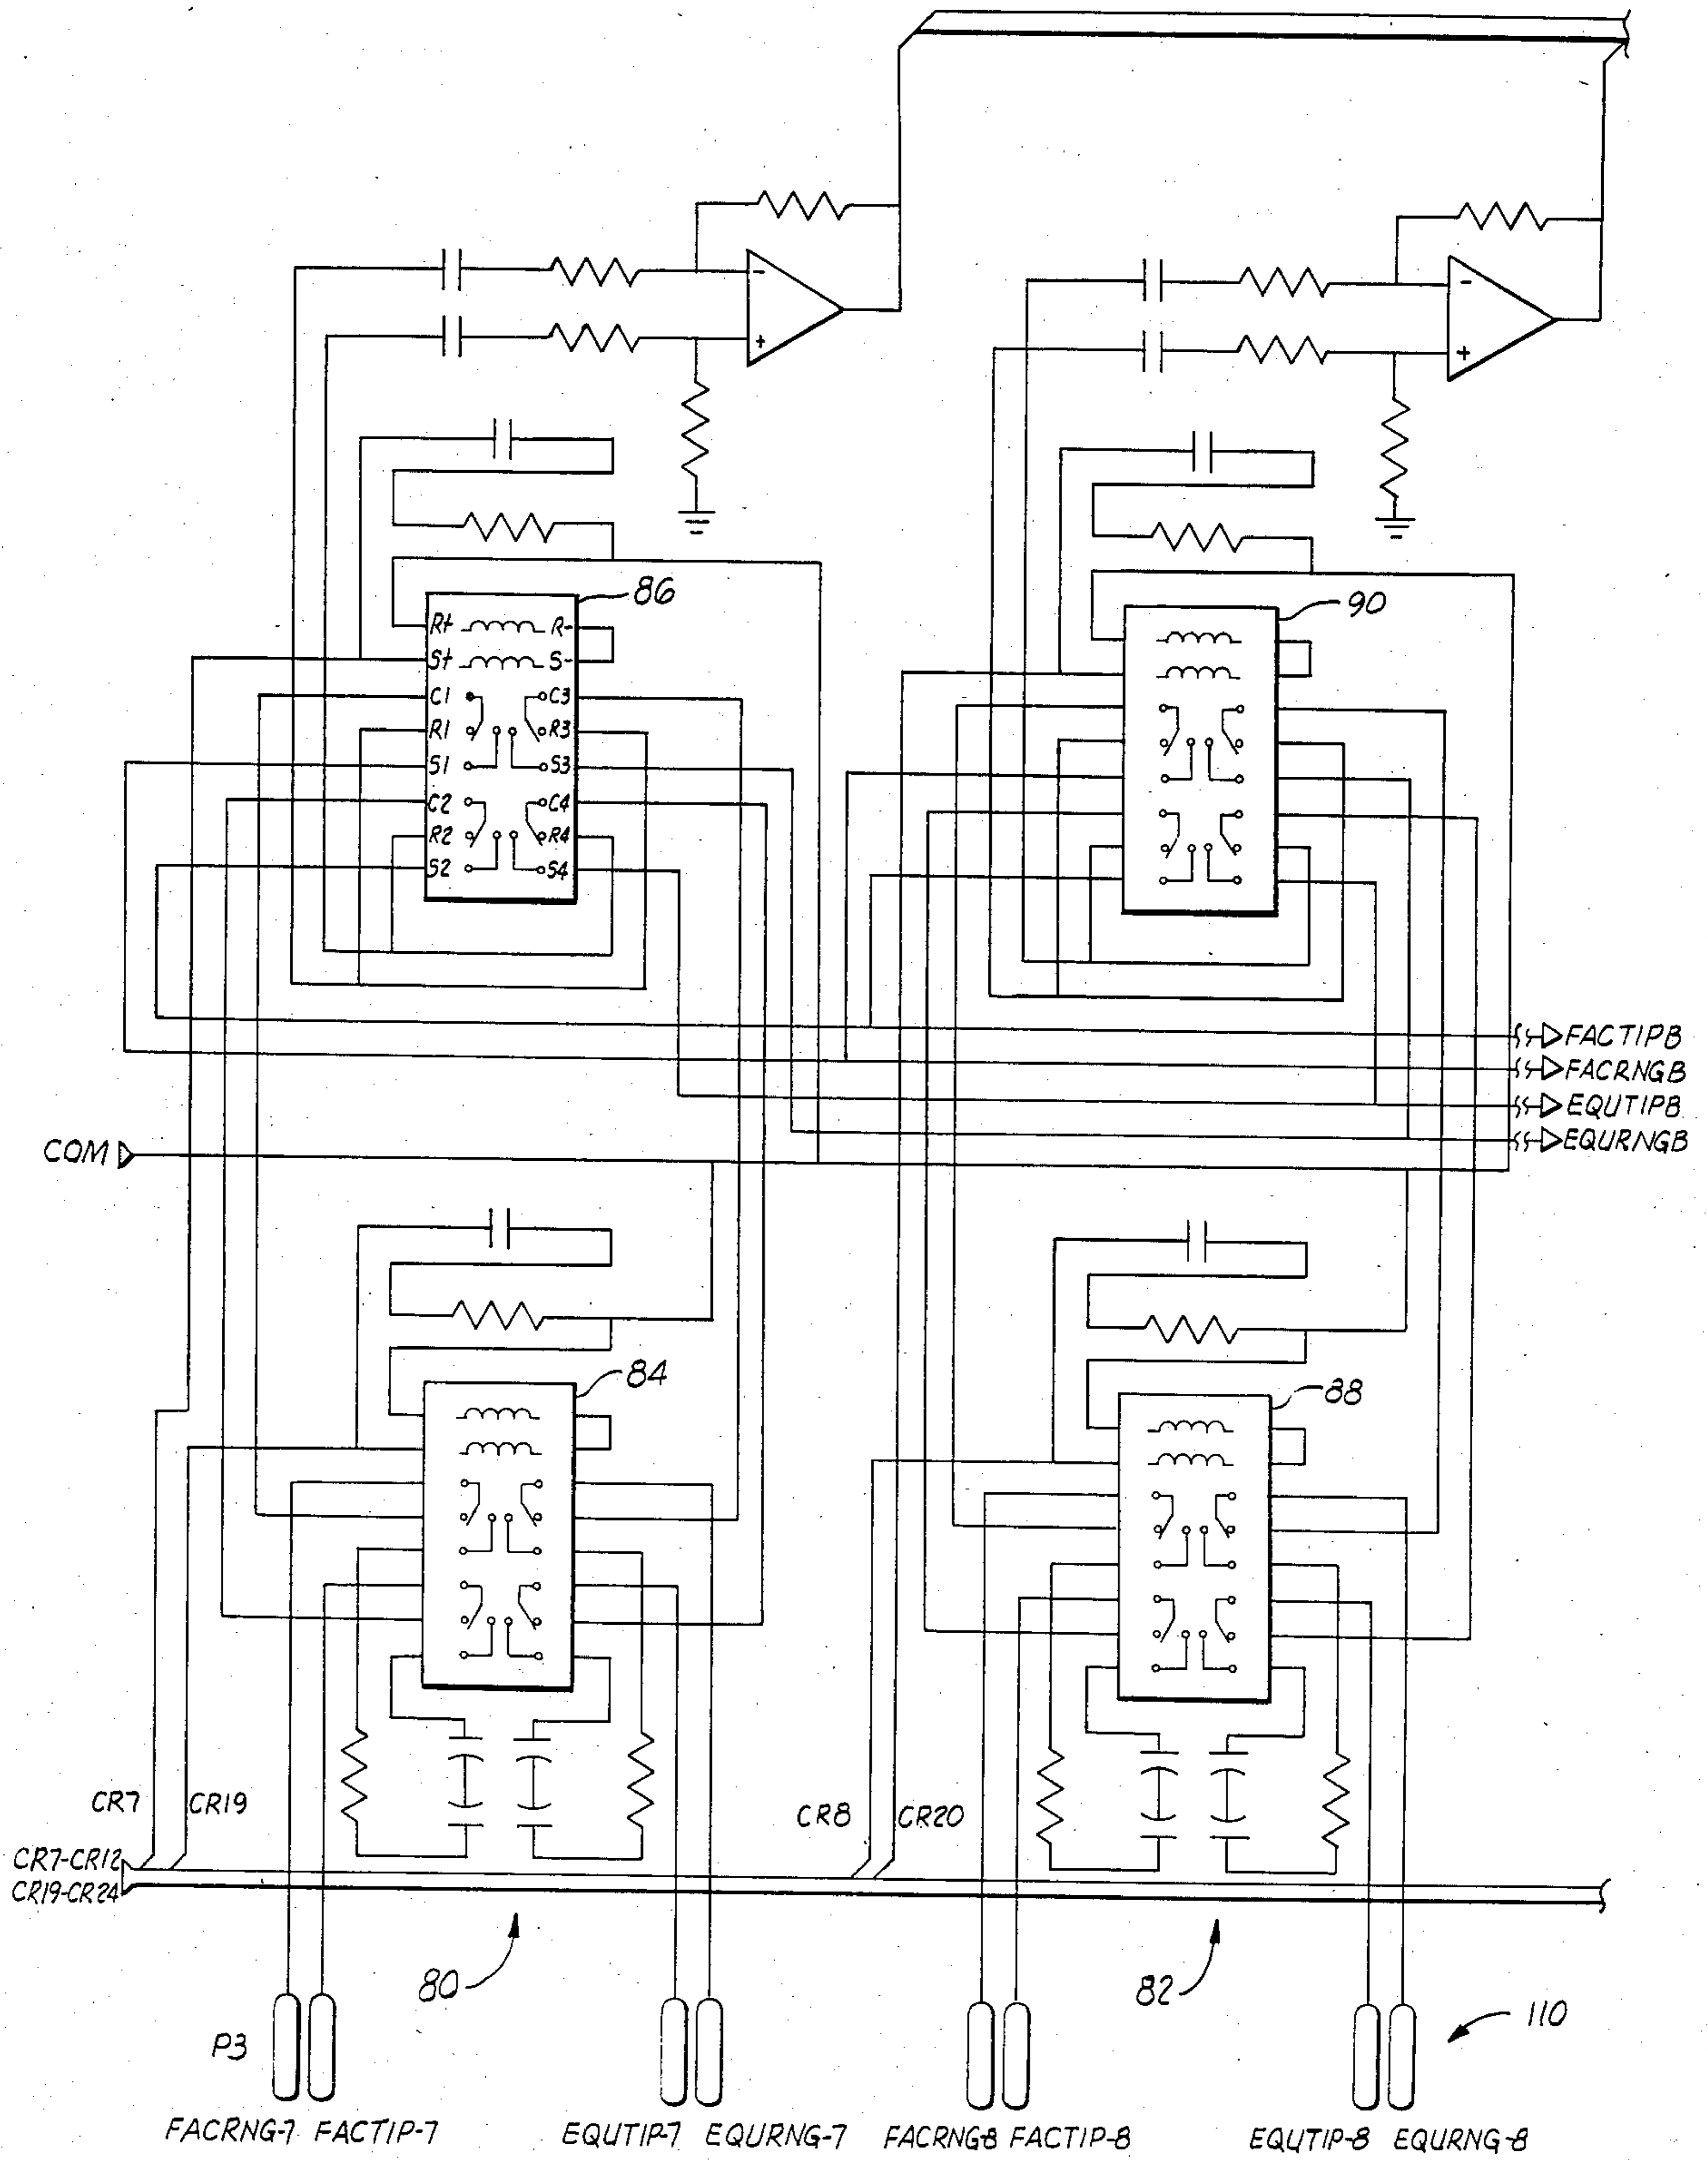 -
+
-
+
86
R+ R-
S+ S-
C1 C3
R1 R3
S1 S3
C2 C4
R2 R4
S2 S4
90
FACTIPB
FACRNGB
EQUTIPB
EQURNGB
COM
84
88
CR7 CR19
CR8 CR20
CR7-CR12
CR19-CR24
80
82
110
P3
FACRNG-7 FACTIP-7 EQUTIP-7 EQURNG-7 FACRNG-8 FACTIP-8 EQUTIP-8 EQURNG-8